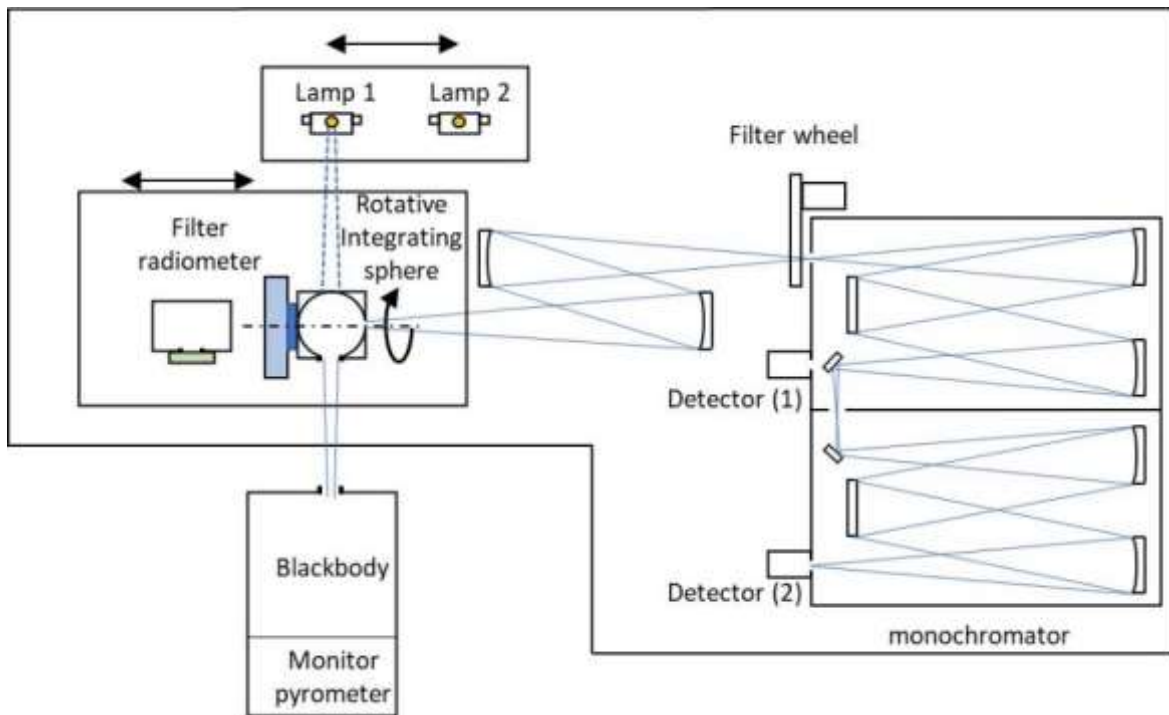 Lamp 1
Lamp 2
Filter wheel
Filter
radiometer
Rotative
Integrating
sphere
Detector (1)
Detector (2)
monochromator
Blackbody
Monitor
pyrometer